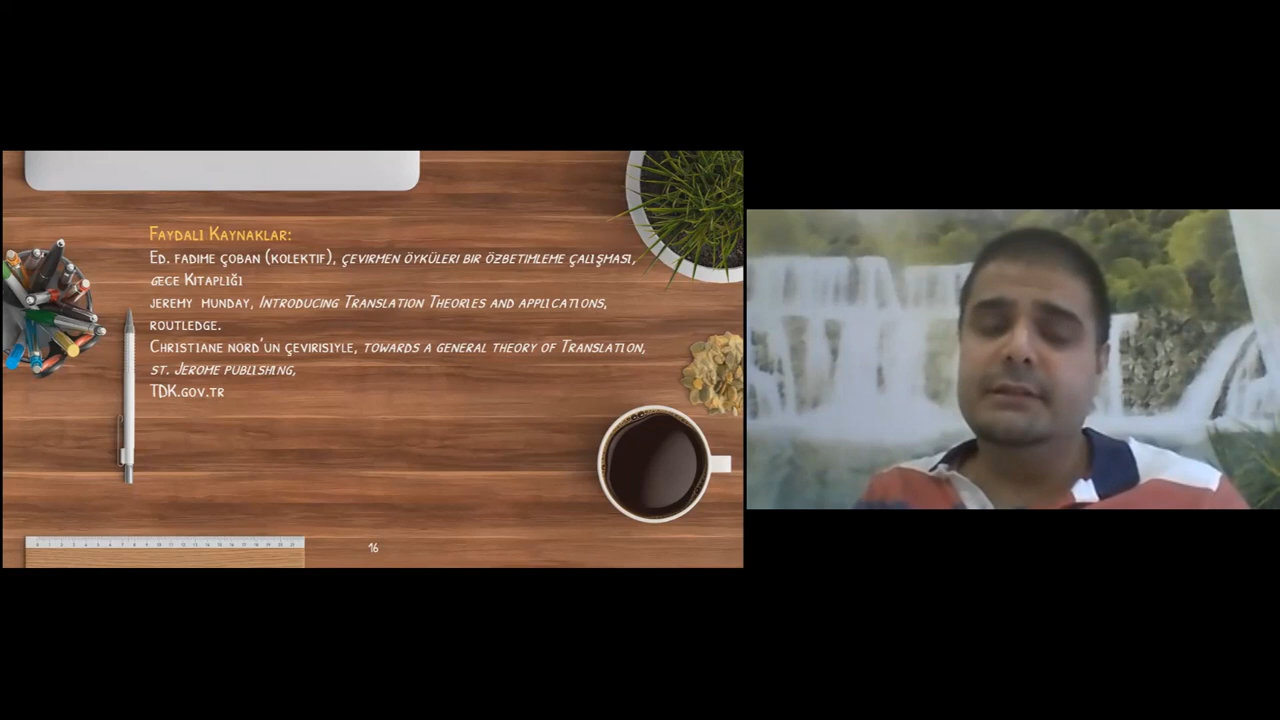 Faydalı Kaynaklar:
Ed. fadime çoban (kolektif), çevirmen öyküleri bir özbetimleme çalışması,
gece Kitaplığı
jeremy munday, Introducing Translation Theories and applications,
routledge.
Christiane nord'un çevirisiyle, towards a general theory of Translation,
st. Jerome publishing,
TDK.gov.tr
16